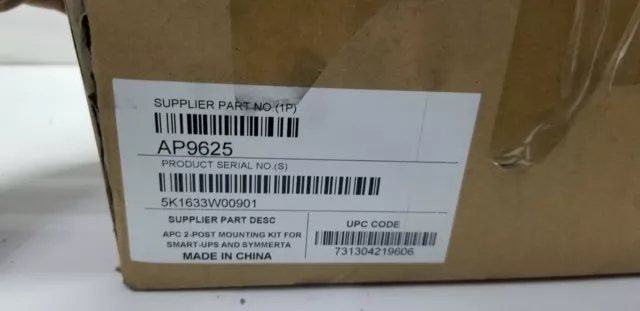 SUPPLIER PART NO.(1P)
AP9625
PRODUCT SERIAL NO.(S)
5K1633W00901
SUPPLIER PART DESC
APC 2-POST MOUNTING KIT FOR
SMART-UPS AND SYMMERTA
MADE IN CHINA
UPC CODE
731304219606